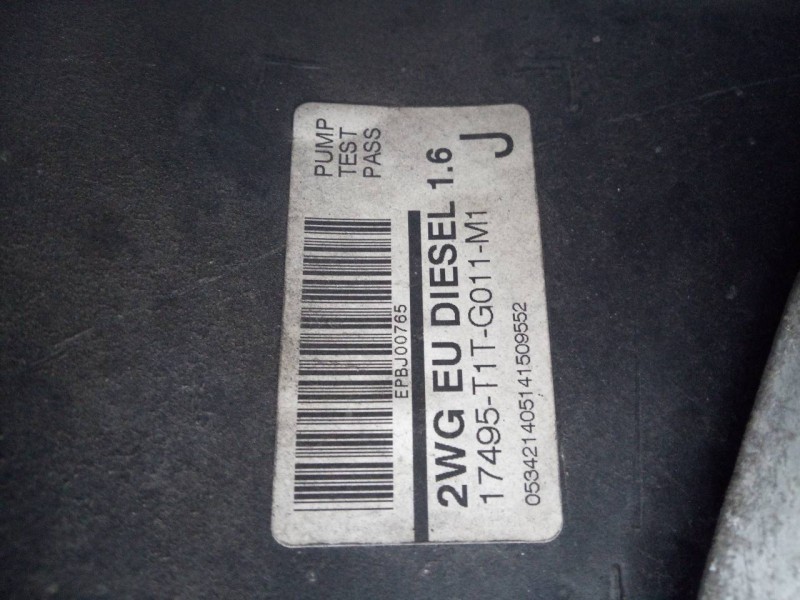 PUMP
TEST
PASS
EPBJ00765
2WG EU DIESEL 1.6
J
17495-T1T-G011-M1
053421405141509552